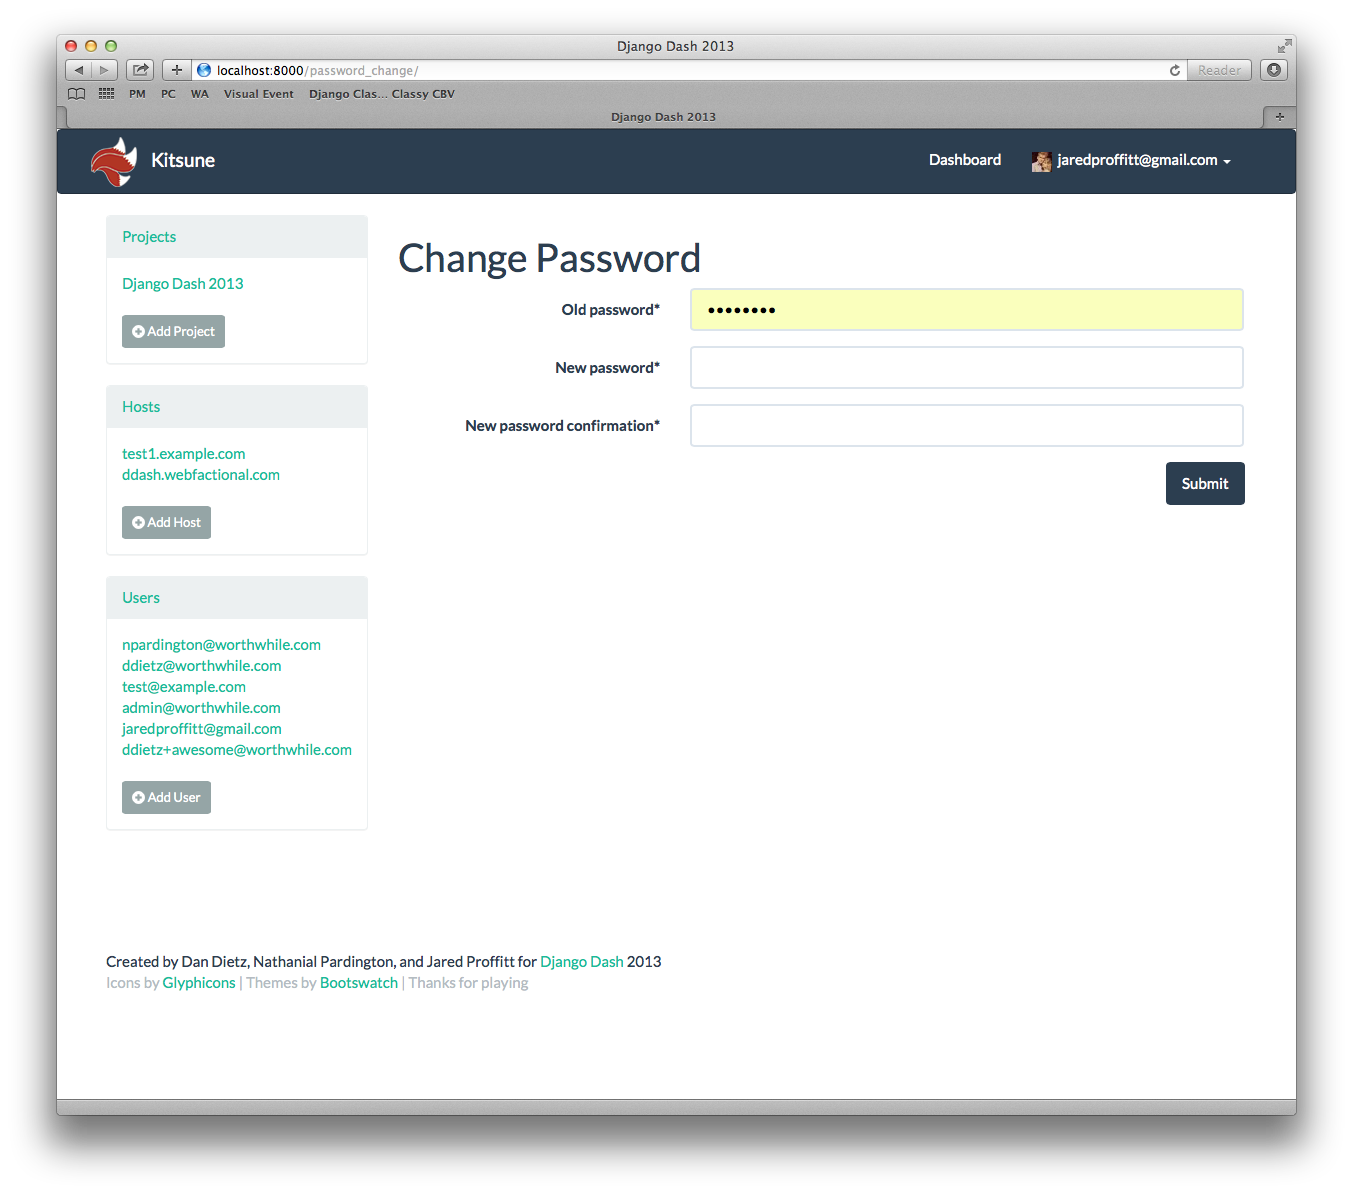 Django Dash 2013
localhost:8000/password_change/
Reader
PM PC WA Visual Event Django Clas... Classy CBV
Django Dash 2013
Kitsune
Dashboard
jaredproffitt@gmail.com
Projects
Django Dash 2013
Add Project
Hosts
test1.example.com
ddash.webfactional.com
Add Host
Users
npardington@worthwhile.com
ddietz@worthwhile.com
test@example.com
admin@worthwhile.com
jaredproffitt@gmail.com
ddietz+awesome@worthwhile.com
Add User
Change Password
Old password*
••••••••
New password*
New password confirmation*
Submit
Created by Dan Dietz, Nathanial Pardington, and Jared Proffitt for Django Dash 2013
Icons by Glyphicons | Themes by Bootswatch | Thanks for playing